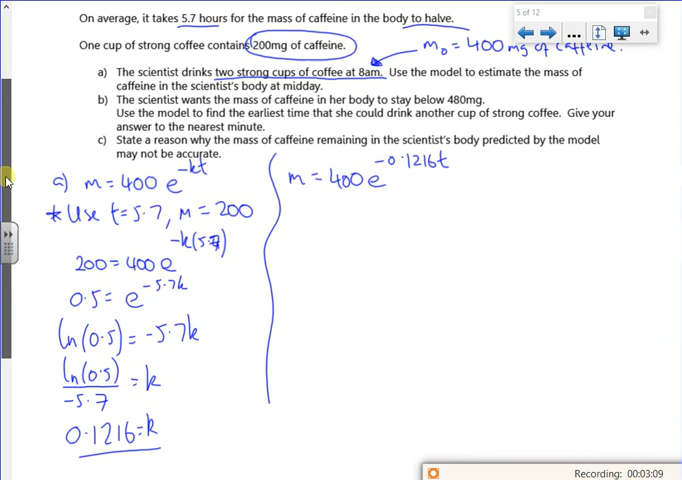 On average, it takes 5.7 hours for the mass of caffeine in the body to halve.
5 of 12
One cup of strong coffee contains 200mg of caffeine.
m₀ = 400 mg of caffeine.
a) The scientist drinks two strong cups of coffee at 8am. Use the model to estimate the mass of
caffeine in the scientist's body at midday.
b) The scientist wants the mass of caffeine in her body to stay below 480mg.
Use the model to find the earliest time that she could drink another cup of strong coffee. Give your
answer to the nearest minute.
c) State a reason why the mass of caffeine remaining in the scientist's body predicted by the model
may not be accurate.
a) m = 400 e^-kt
* Use t = 5.7, m = 200
200 = 400 e^-k(5.7)
0.5 = e^-5.7k
ln(0.5) = -5.7k
ln(0.5)/-5.7 = k
0.1216 = k
m = 400 e^-0.1216t
Recording: 00:03:09